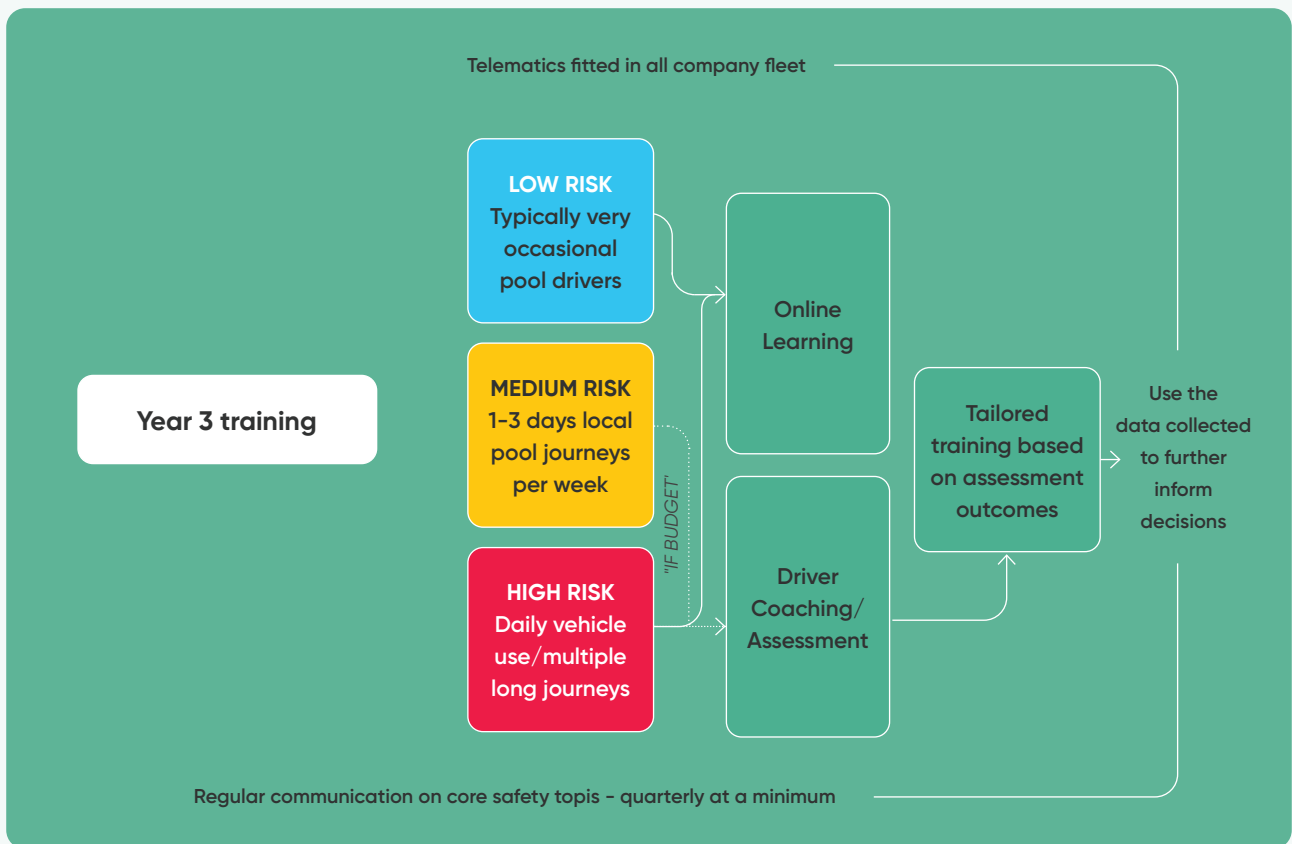 Telematics fitted in all company fleet
Year 3 training
LOW RISK
Typically very
occasional
pool drivers
MEDIUM RISK
1-3 days local
pool journeys
per week
HIGH RISK
Daily vehicle
use/multiple
long journeys
"IF BUDGET'
Online
Learning
Driver
Coaching/
Assessment
Tailored
training based
on assessment
outcomes
Use the
data collected
to further
inform
decisions
Regular communication on core safety topis - quarterly at a minimum